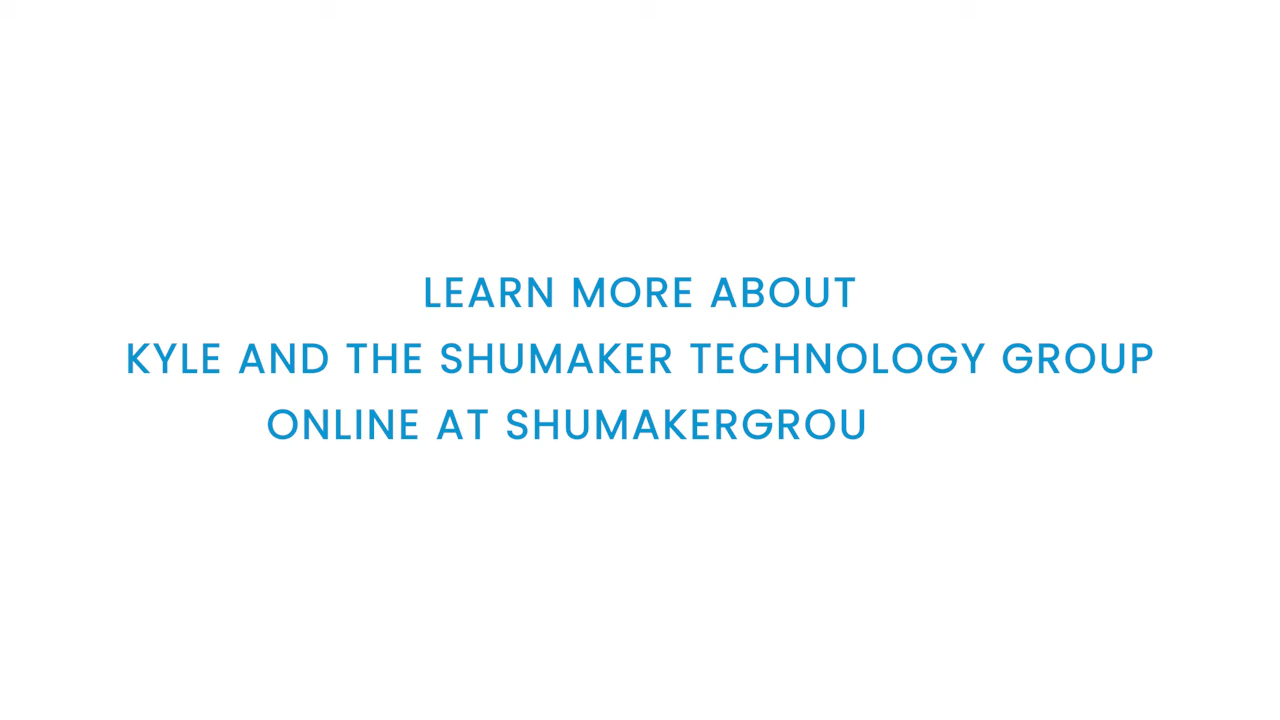 LEARN MORE ABOUT
KYLE AND THE SHUMAKER TECHNOLOGY GROUP
ONLINE AT SHUMAKERGROU